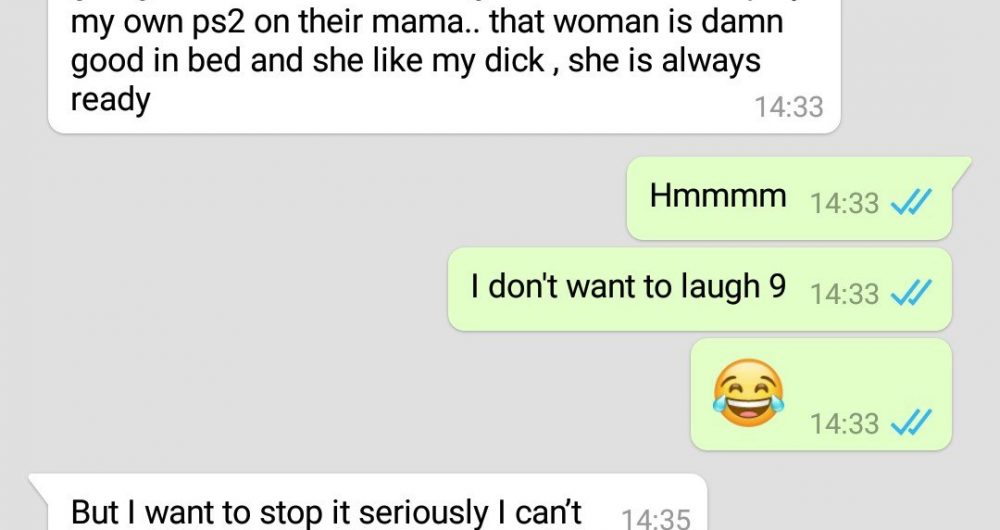 my own ps2 on their mama.. that woman is damn
good in bed and she like my dick , she is always
ready
14:33
Hmmmm 14:33
I don't want to laugh 9 14:33
😂 14:33
But I want to stop it seriously I can’t 14:35